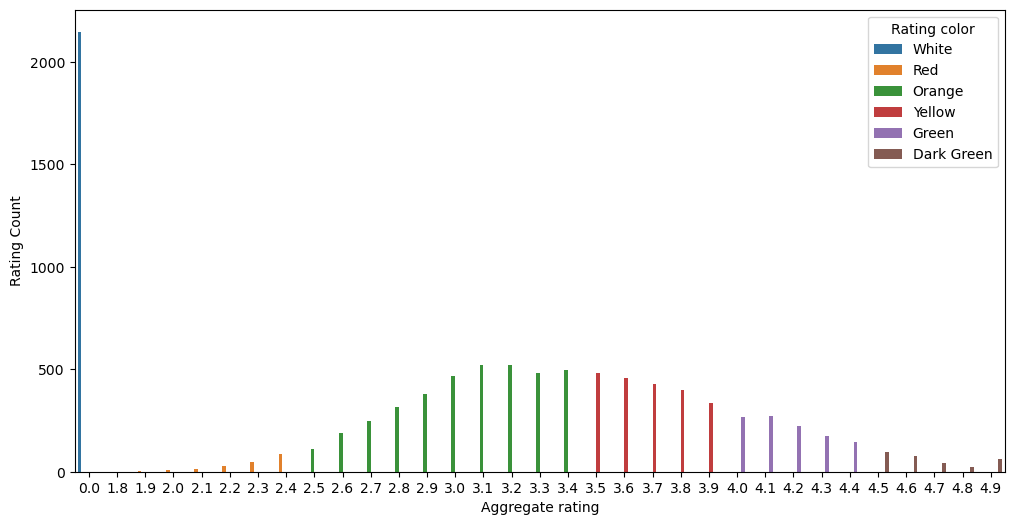 Rating color
White
Red
Orange
Yellow
Green
Dark Green
2000
1500
1000
500
0
Rating Count
0.0 1.8 1.9 2.0 2.1 2.2 2.3 2.4 2.5 2.6 2.7 2.8 2.9 3.0 3.1 3.2 3.3 3.4 3.5 3.6 3.7 3.8 3.9 4.0 4.1 4.2 4.3 4.4 4.5 4.6 4.7 4.8 4.9
Aggregate rating